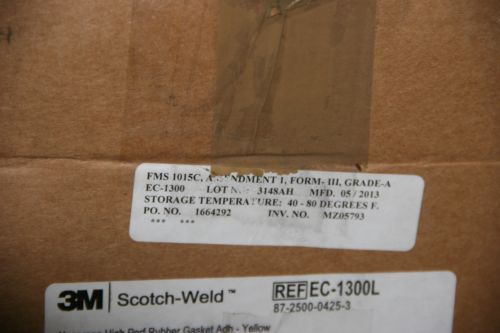 FMS 1015C, AMENDMENT 1, FORM- III, GRADE-A
EC-1300 LOT NO: 3148AH MFD. 05/2013
STORAGE TEMPERATURE: 40 - 80 DEGREES F.
PO. NO. 1664292 INV. NO. MZ05793
*** ***
3M Scotch-Weld™ REF EC-1300L
87-2500-0425-3
High Perf Rubber Gasket Adh - Yellow